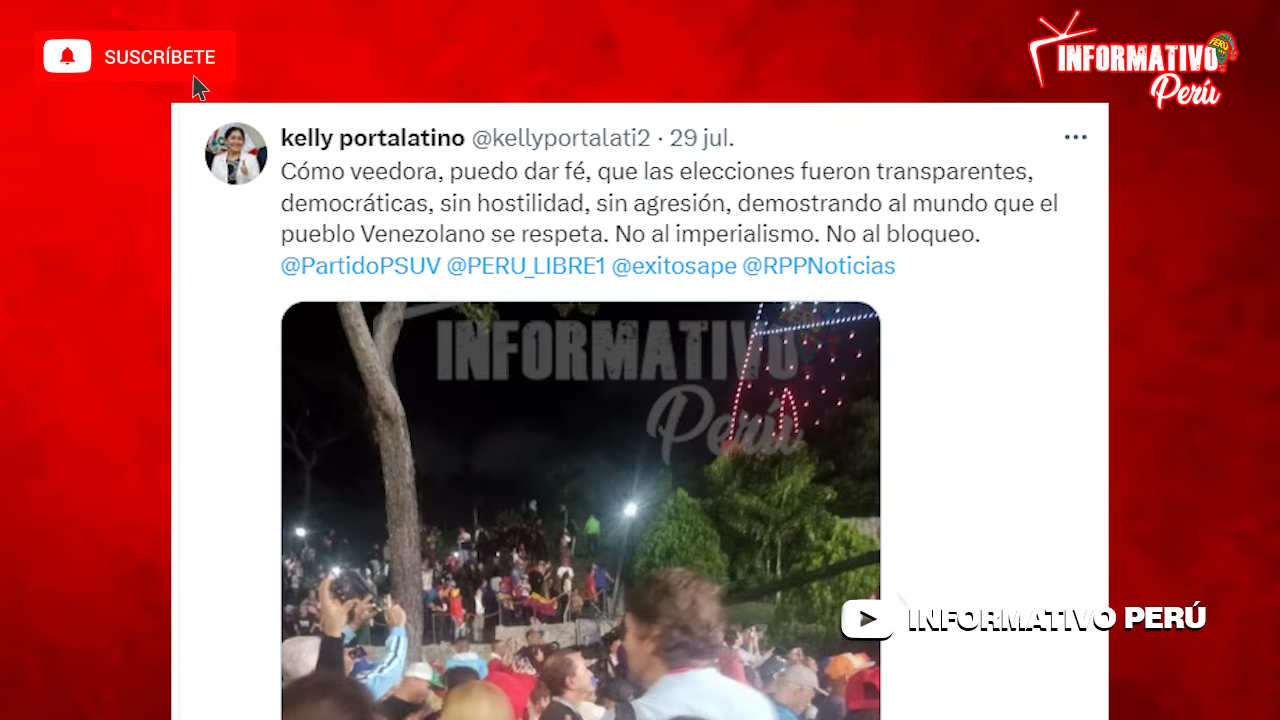 SUSCRÍBETE
INFORMATIVO
PERÚ
Perú
kelly portalatino @kellyportalati2 · 29 jul.
Cómo veedora, puedo dar fé, que las elecciones fueron transparentes,
democráticas, sin hostilidad, sin agresión, demostrando al mundo que el
pueblo Venezolano se respeta. No al imperialismo. No al bloqueo.
@PartidoPSUV @PERU_LIBRE1 @exitosape @RPPNoticias
INFORMATIVO
Perú
INFORMATIVO PERÚ